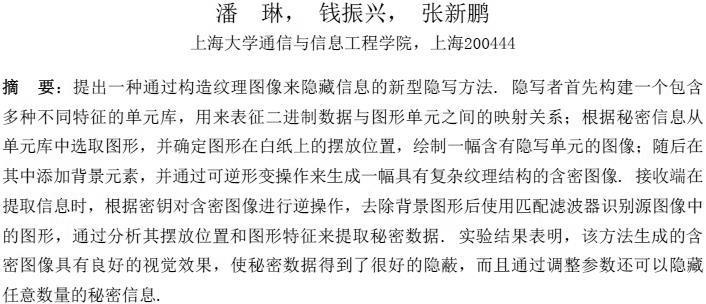 潘　琳， 钱振兴， 张新鹏
上海大学通信与信息工程学院，上海200444
摘　要：提出一种通过构造纹理图像来隐藏信息的新型隐写方法. 隐写者首先构建一个包含
多种不同特征的单元库，用来表征二进制数据与图形单元之间的映射关系；根据秘密信息从
单元库中选取图形，并确定图形在白纸上的摆放位置，绘制一幅含有隐写单元的图像；随后在
其中添加背景元素，并通过可逆形变操作来生成一幅具有复杂纹理结构的含密图像. 接收端在
提取信息时，根据密钥对含密图像进行逆操作，去除背景图形后使用匹配滤波器识别源图像中
的图形，通过分析其摆放位置和图形特征来提取秘密数据. 实验结果表明，该方法生成的含
密图像具有良好的视觉效果，使秘密数据得到了很好的隐蔽，而且通过调整参数还可以隐藏
任意数量的秘密信息.